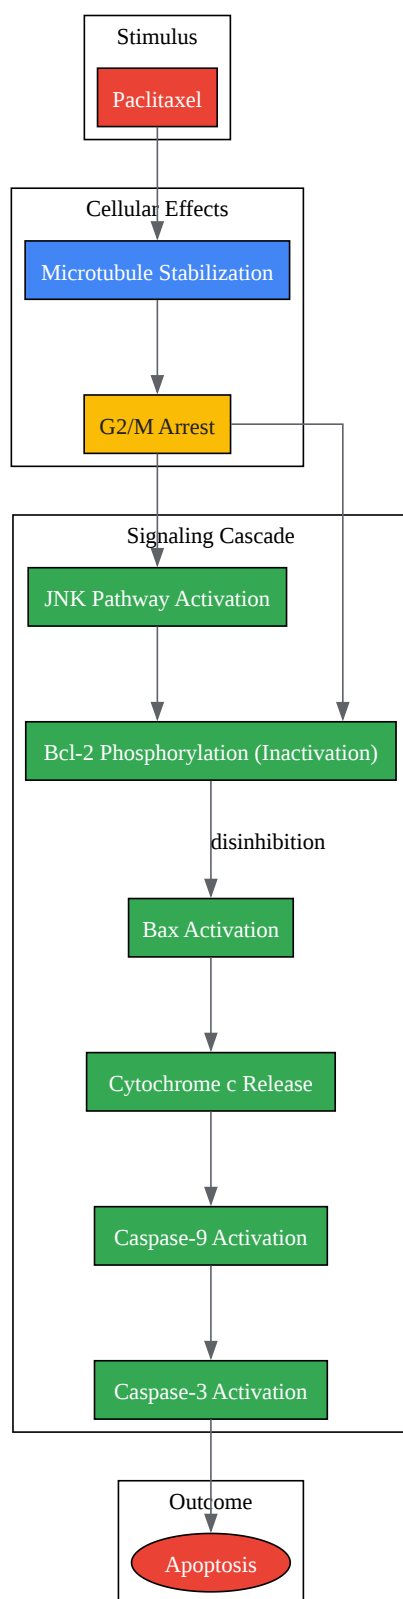 Stimulus
Paclitaxel
Cellular Effects
Microtubule Stabilization
G2/M Arrest
Signaling Cascade
JNK Pathway Activation
Bcl-2 Phosphorylation (Inactivation)
disinhibition
Bax Activation
Cytochrome c Release
Caspase-9 Activation
Caspase-3 Activation
Outcome
Apoptosis